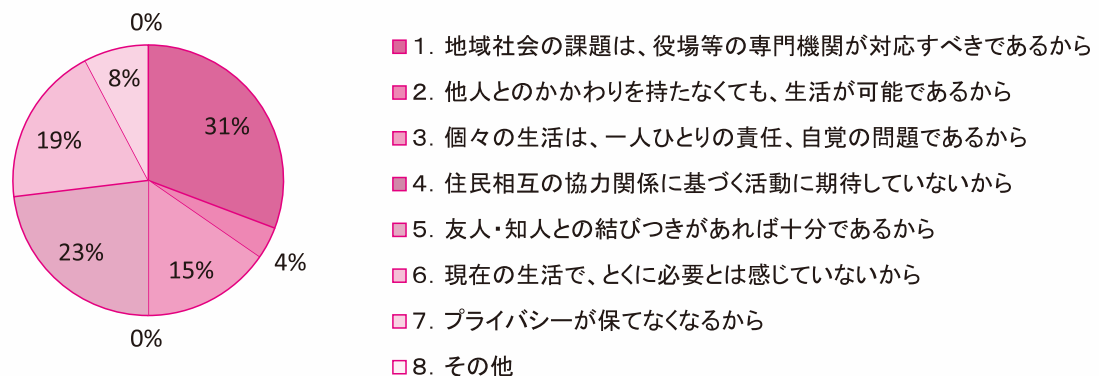 0%
8%
31%
19%
4%
23%
15%
0%
1. 地域社会の課題は、役場等の専門機関が対応すべきであるから
2. 他人とのかかわりを持たなくても、生活が可能であるから
3. 個々の生活は、一人ひとりの責任、自覚の問題であるから
4. 住民相互の協力関係に基づく活動に期待していないから
5. 友人・知人との結びつきがあれば十分であるから
6. 現在の生活で、とくに必要とは感じていないから
7. プライバシーが保てなくなるから
8. その他